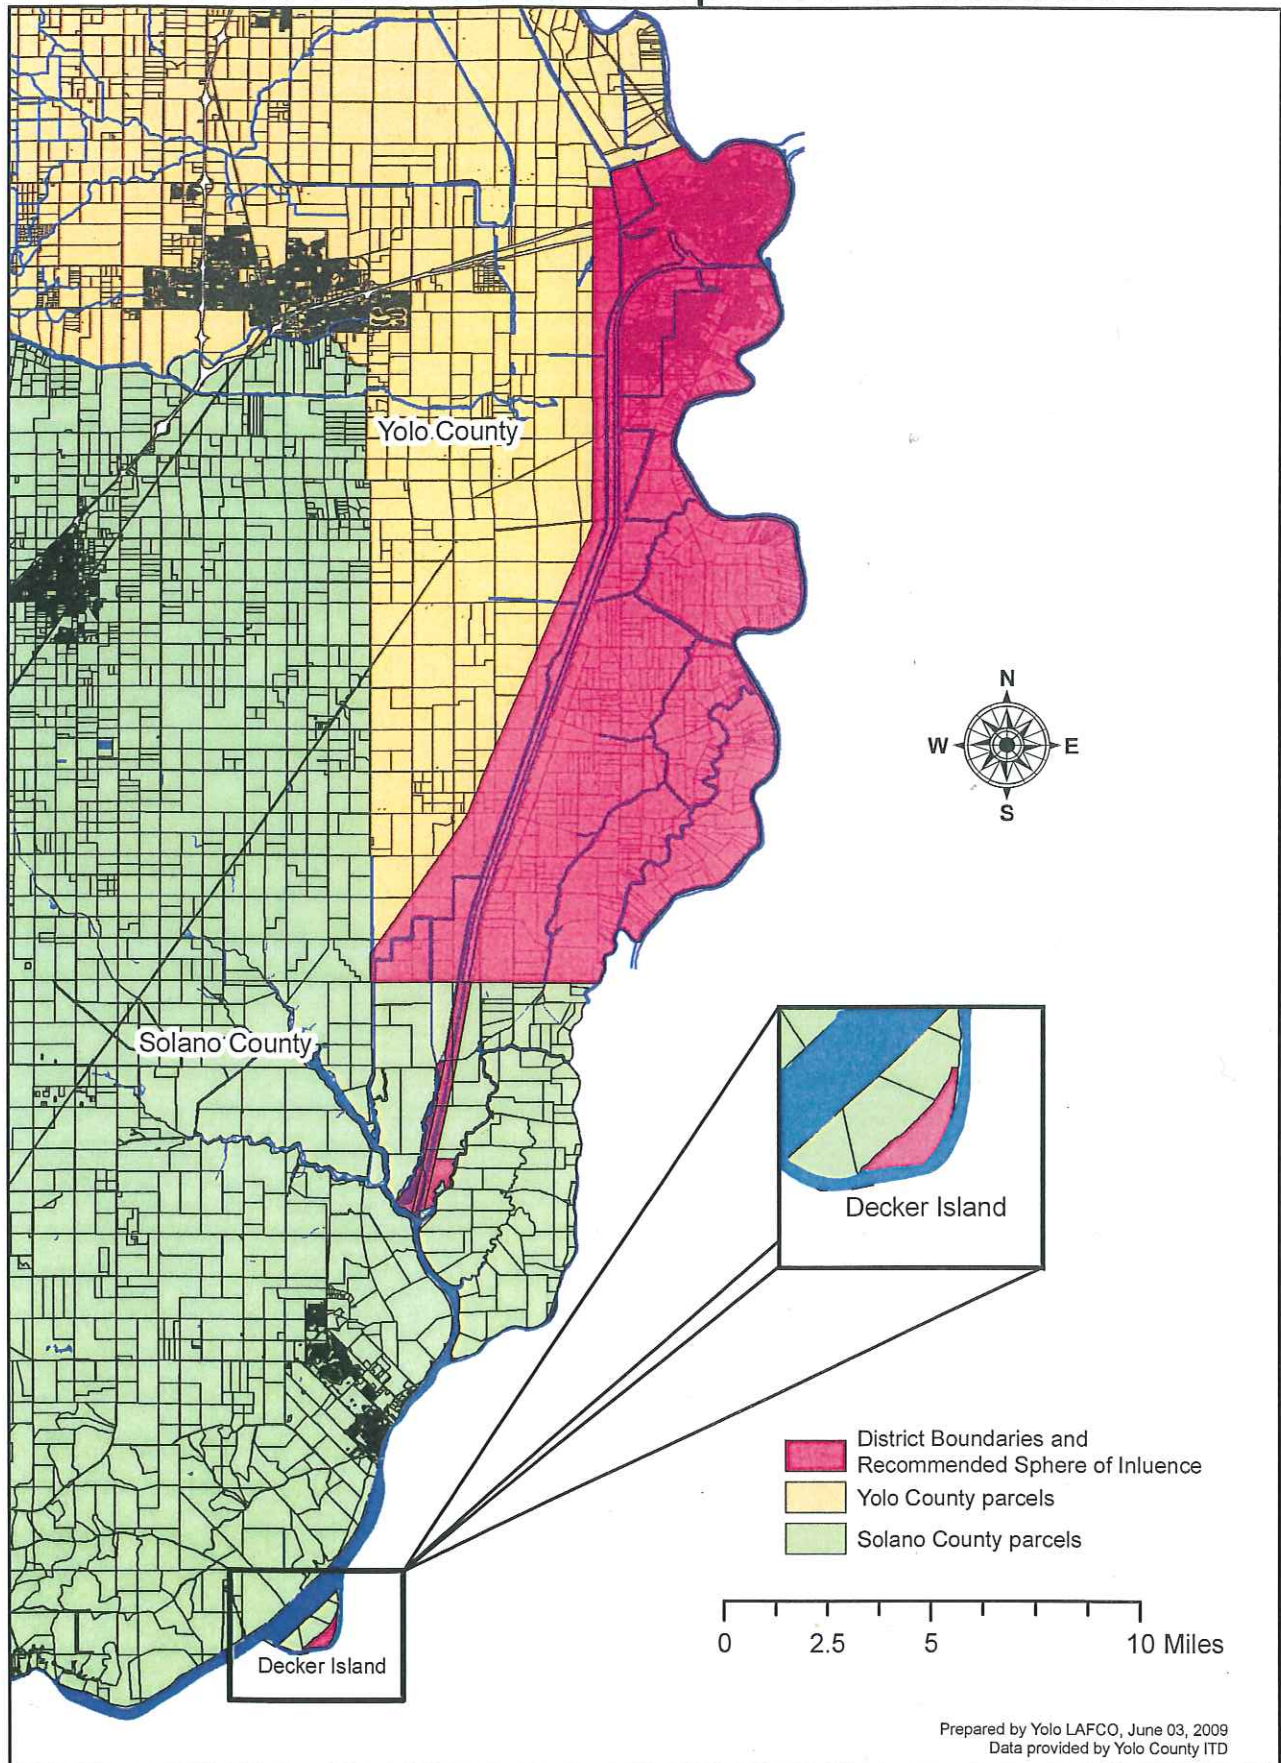 Yolo County
N
W E
S
Solano County
Decker Island
District Boundaries and
Recommended Sphere of Inluence
Yolo County parcels
Solano County parcels
0 2.5 5 10 Miles
Decker Island
Prepared by Yolo LAFCO, June 03, 2009
Data provided by Yolo County ITD